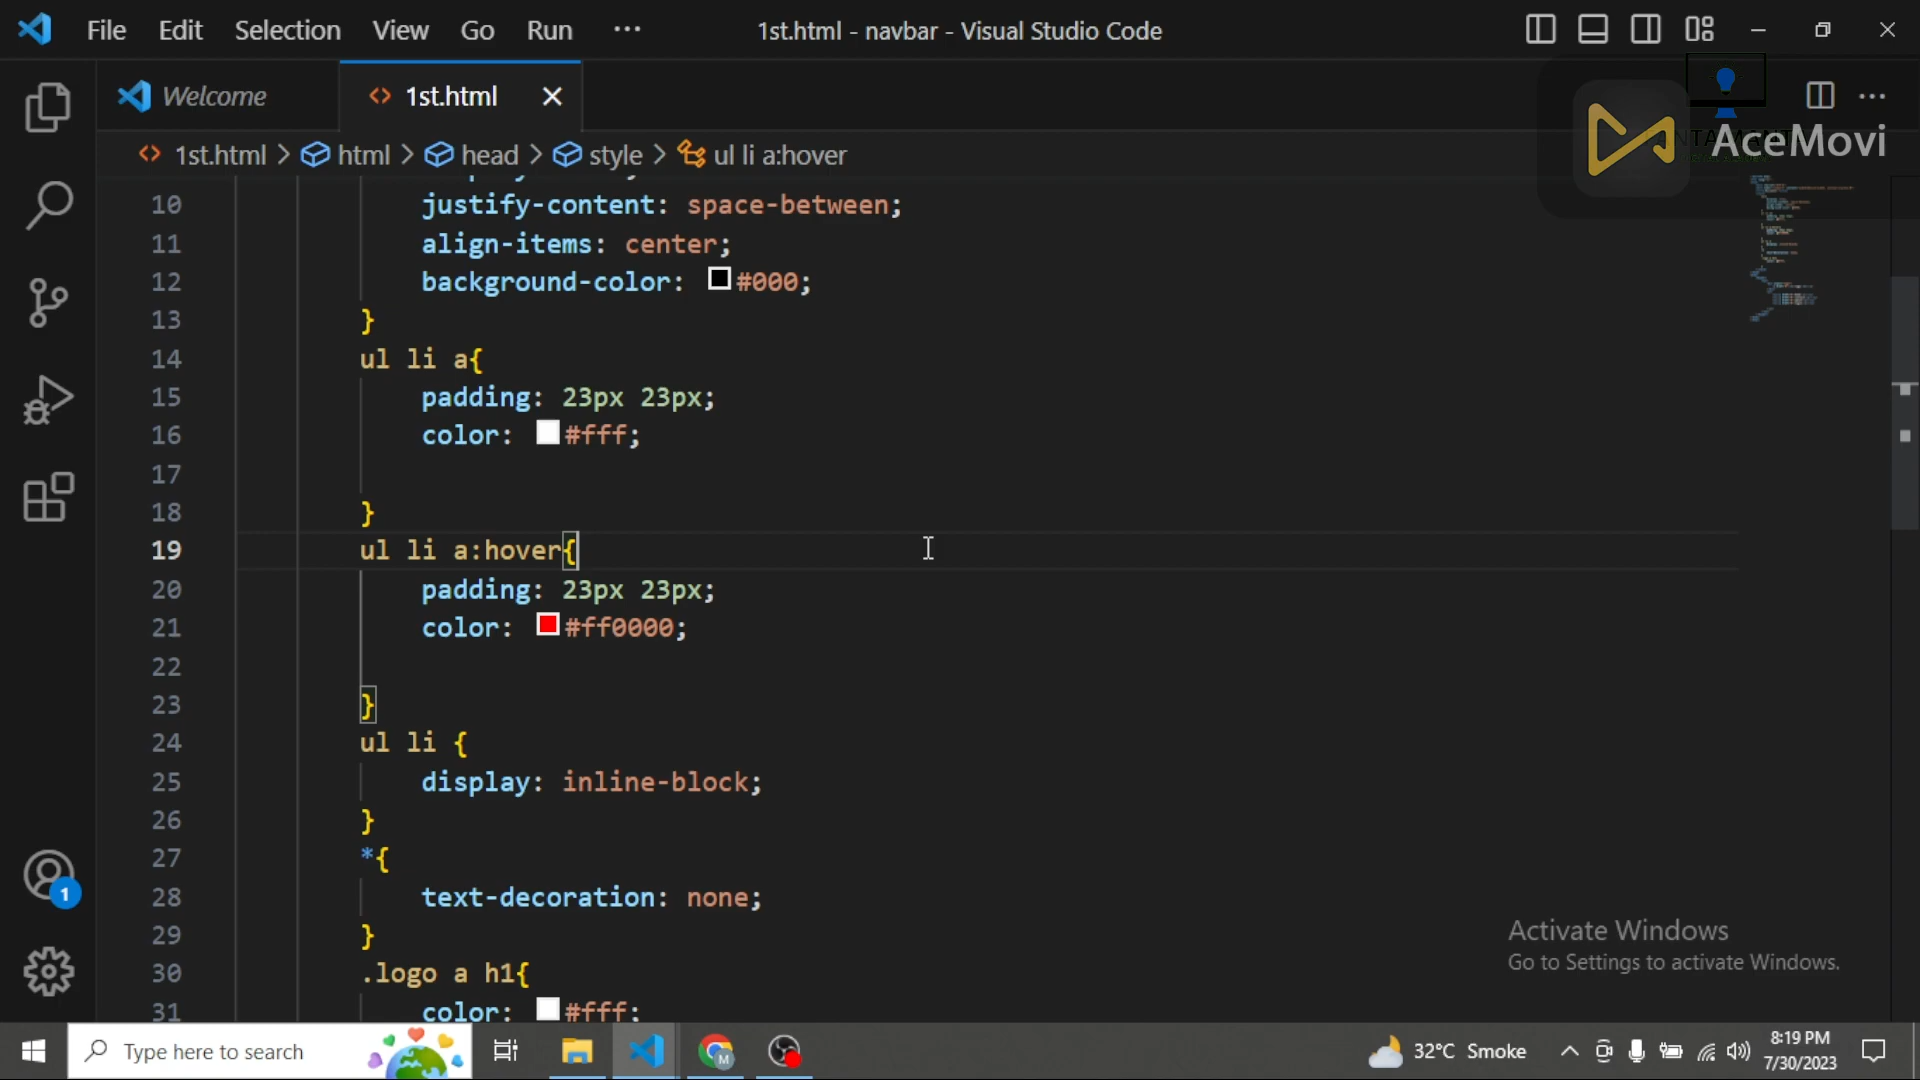 File Edit Selection View Go Run ··· 1st.html - navbar - Visual Studio Code
Welcome 1st.html
AceMovi
1st.html > html > head > style > ul li a:hover
10 justify-content: space-between;
11 align-items: center;
12 background-color: #000;
13 }
14 ul li a{
15 padding: 23px 23px;
16 color: #fff;
17
18 }
19 ul li a:hover{
20 padding: 23px 23px;
21 color: #ff0000;
22
23 }
24 ul li {
25 display: inline-block;
26 }
27 *{
28 text-decoration: none;
29 }
30 .logo a h1{
31 color: #fff;
1
Activate Windows
Go to Settings to activate Windows.
Type here to search
M
32°C Smoke
8:19 PM
7/30/2023